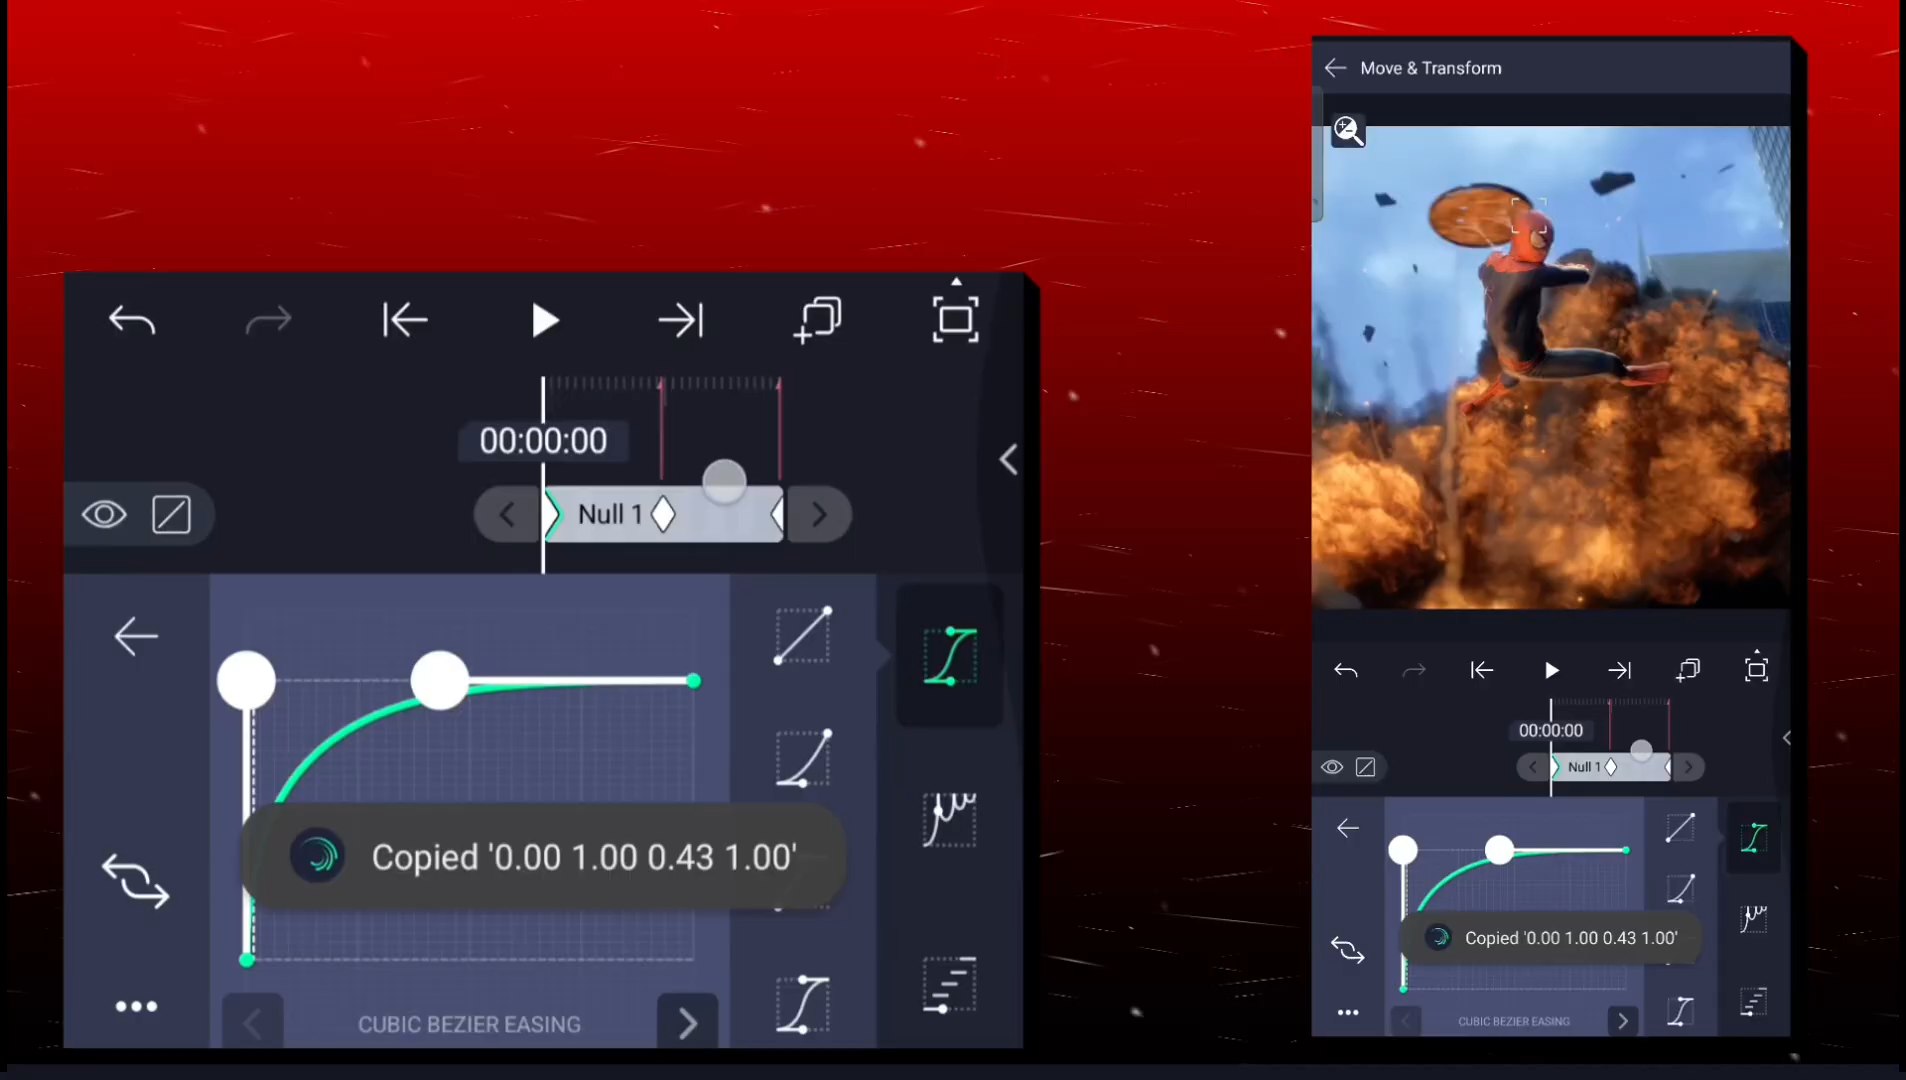 00:00:00
Null 1
Copied '0.00 1.00 0.43 1.00'
CUBIC BEZIER EASING
Move & Transform
00:00:00
Null 1
Copied '0.00 1.00 0.43 1.00'
CUBIC BEZIER EASING